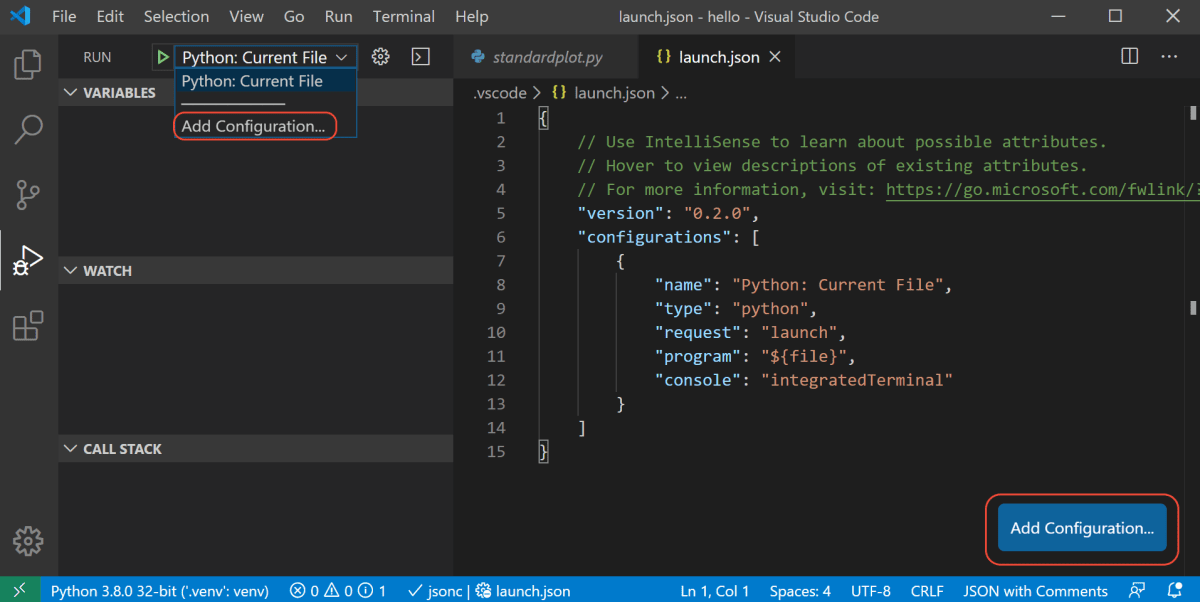 File Edit Selection View Go Run Terminal Help launch.json - hello - Visual Studio Code
RUN Python: Current File
Python: Current File
Add Configuration...
VARIABLES
WATCH
CALL STACK
standardplot.py launch.json
.vscode > {} launch.json > ...
1 {
2 // Use IntelliSense to learn about possible attributes.
3 // Hover to view descriptions of existing attributes.
4 // For more information, visit: https://go.microsoft.com/fwlink/
5 "version": "0.2.0",
6 "configurations": [
7 {
8 "name": "Python: Current File",
9 "type": "python",
10 "request": "launch",
11 "program": "${file}",
12 "console": "integratedTerminal"
13 }
14 ]
15 }
Add Configuration...
Python 3.8.0 32-bit ('.venv': venv) 0 0 1 jsonc | launch.json Ln 1, Col 1 Spaces: 4 UTF-8 CRLF JSON with Comments